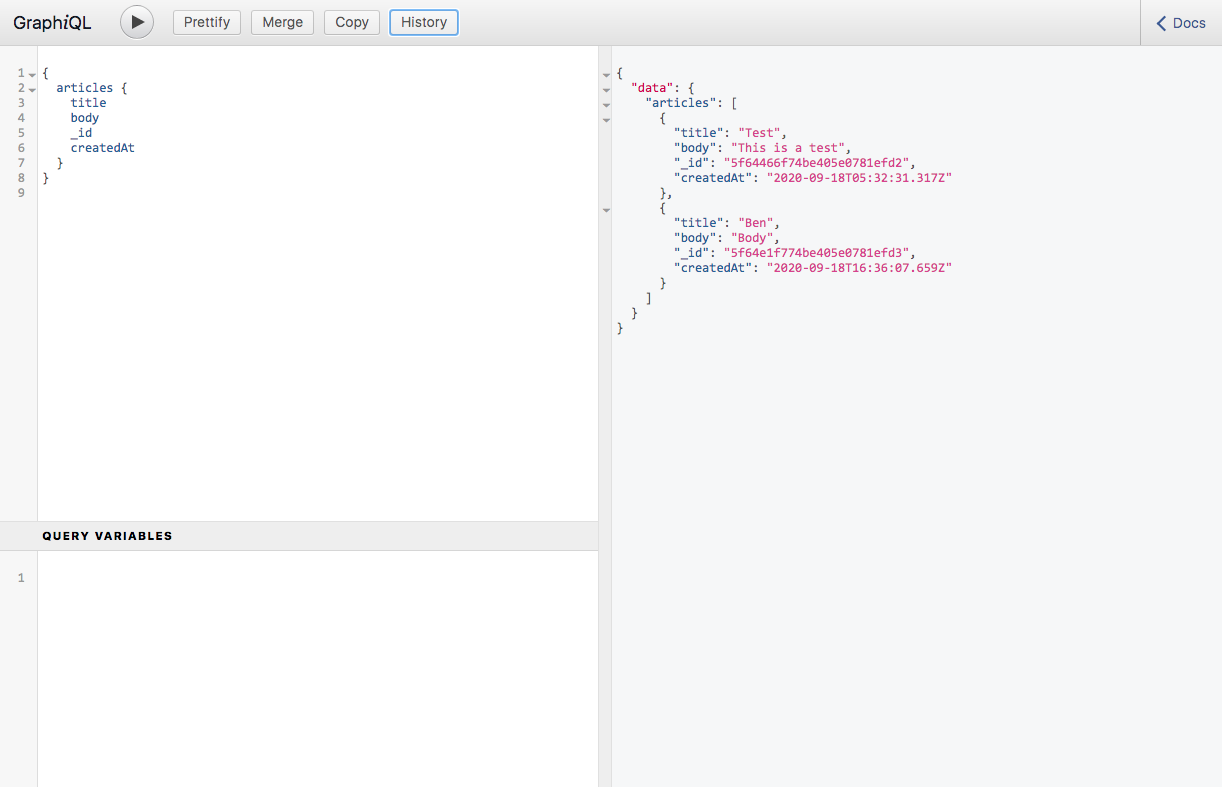 GraphiQL
Prettify
Merge
Copy
History
Docs
1 {
2   articles {
3     title
4     body
5     _id
6     createdAt
7   }
8 }
9
QUERY VARIABLES
1
{
  "data": {
    "articles": [
      {
        "title": "Test",
        "body": "This is a test",
        "_id": "5f64466f74be405e0781efd2",
        "createdAt": "2020-09-18T05:32:31.317Z"
      },
      {
        "title": "Ben",
        "body": "Body",
        "_id": "5f64e1f774be405e0781efd3",
        "createdAt": "2020-09-18T16:36:07.659Z"
      }
    ]
  }
}